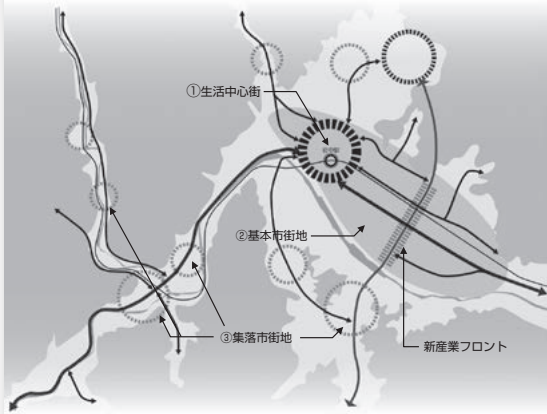 ①生活中心街
②基本市街地
③集落市街地
新産業フロント